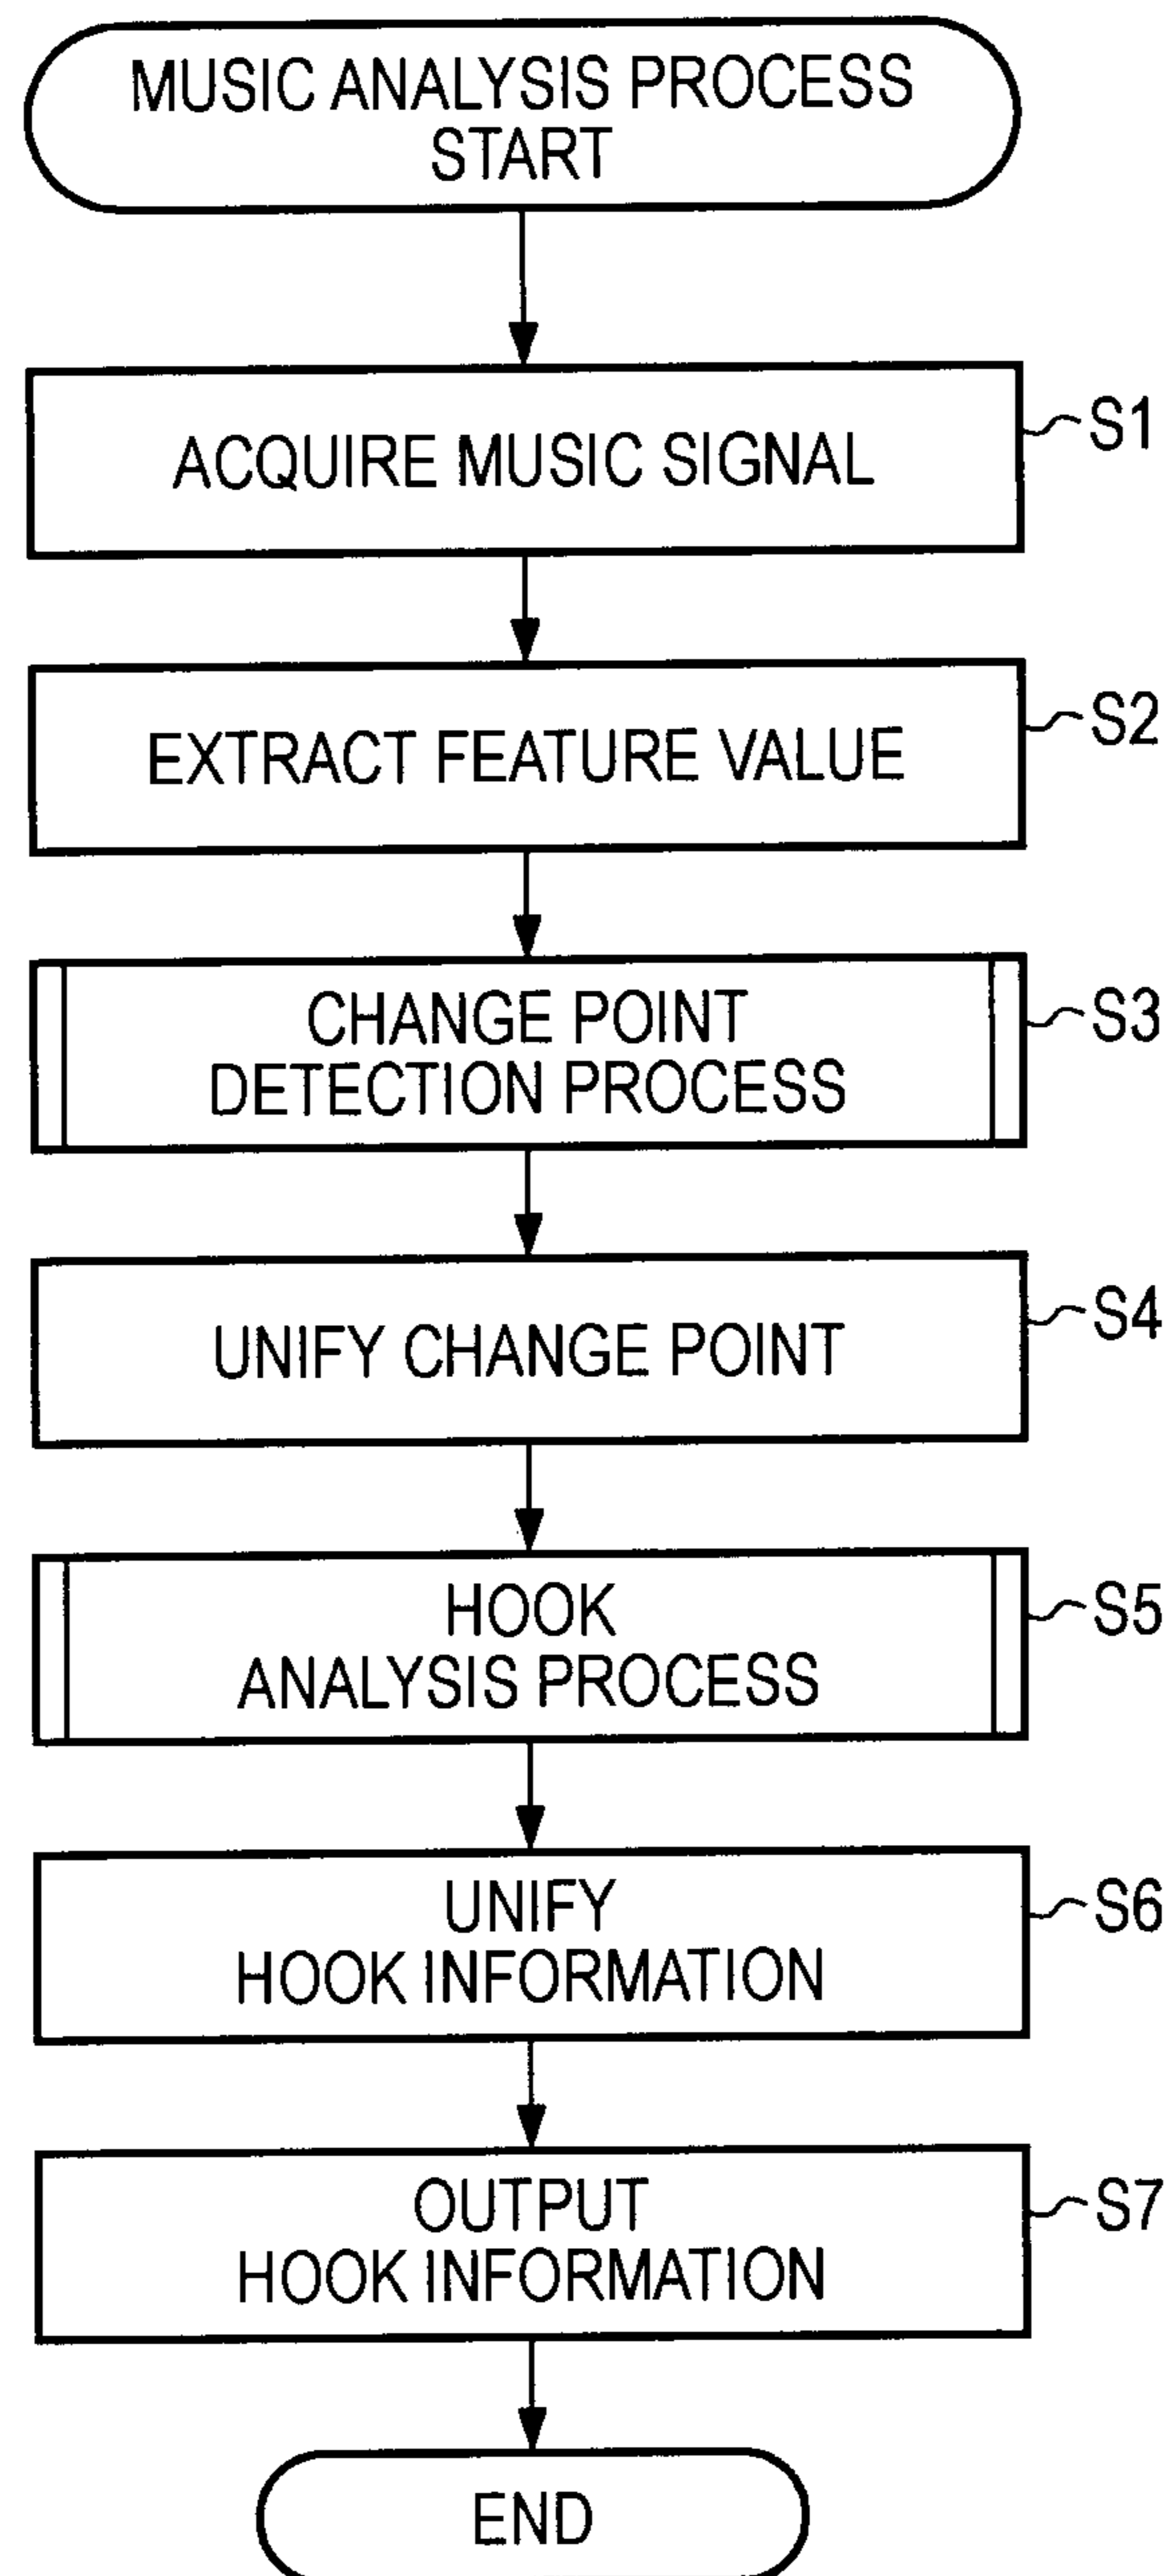 MUSIC ANALYSIS PROCESS
START
ACQUIRE MUSIC SIGNAL
S1
EXTRACT FEATURE VALUE
S2
CHANGE POINT
DETECTION PROCESS
S3
UNIFY CHANGE POINT
S4
HOOK
ANALYSIS PROCESS
S5
UNIFY
HOOK INFORMATION
S6
OUTPUT
HOOK INFORMATION
S7
END